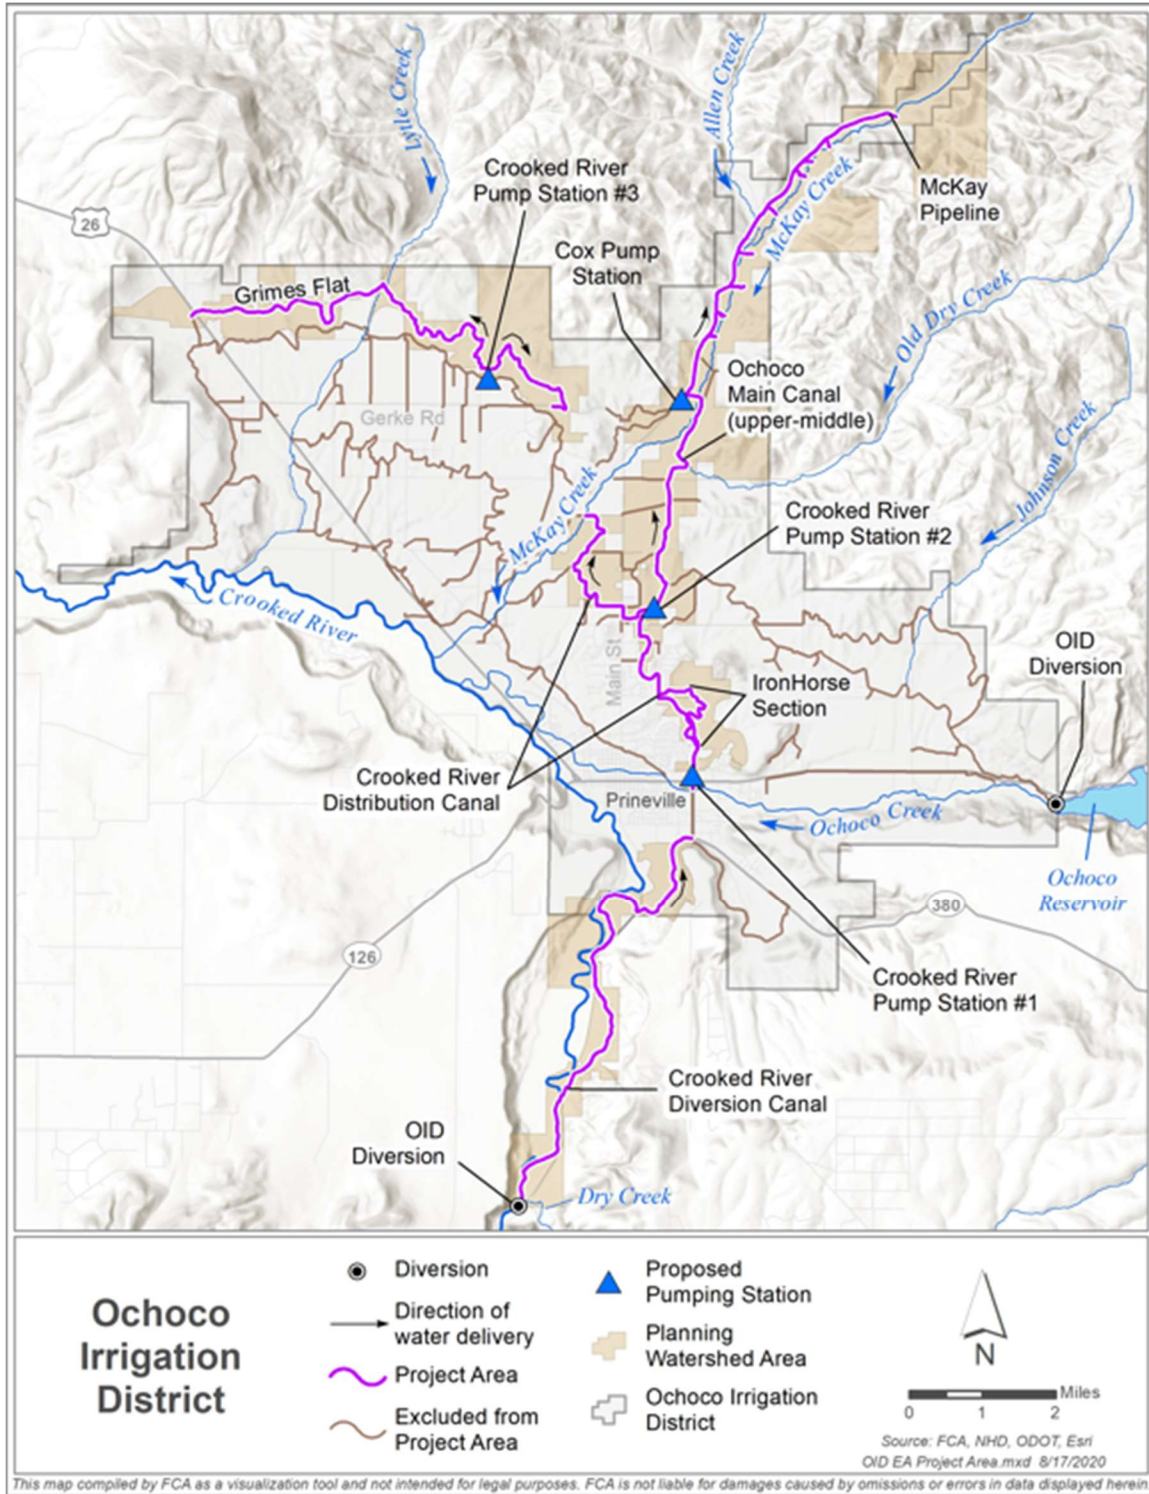 Lytle Creek
Allen Creek
Crooked River
Pump Station #3
McKay Creek
McKay
Pipeline
26
Cox Pump
Station
Grimes Flat
Old Dry Creek
Ochoco
Main Canal
(upper-middle)
Gerke Rd
Johnson Creek
McKay Creek
Crooked River
Pump Station #2
Crooked River
Main St
OID
Diversion
IronHorse
Section
Crooked River
Distribution Canal
Prineville
Ochoco Creek
Ochoco
Reservoir
380
126
Crooked River
Pump Station #1
Crooked River
Diversion Canal
OID
Diversion
Dry Creek
Ochoco
Irrigation
District
Diversion
Direction of
water delivery
Project Area
Excluded from
Project Area
Proposed
Pumping Station
Planning
Watershed Area
Ochoco Irrigation
District
N
Miles
0 1 2
Source: FCA, NHD, ODOT, Esri
OID EA Project Area.mxd 8/17/2020
This map compiled by FCA as a visualization tool and not intended for legal purposes. FCA is not liable for damages caused by omissions or errors in data displayed herein